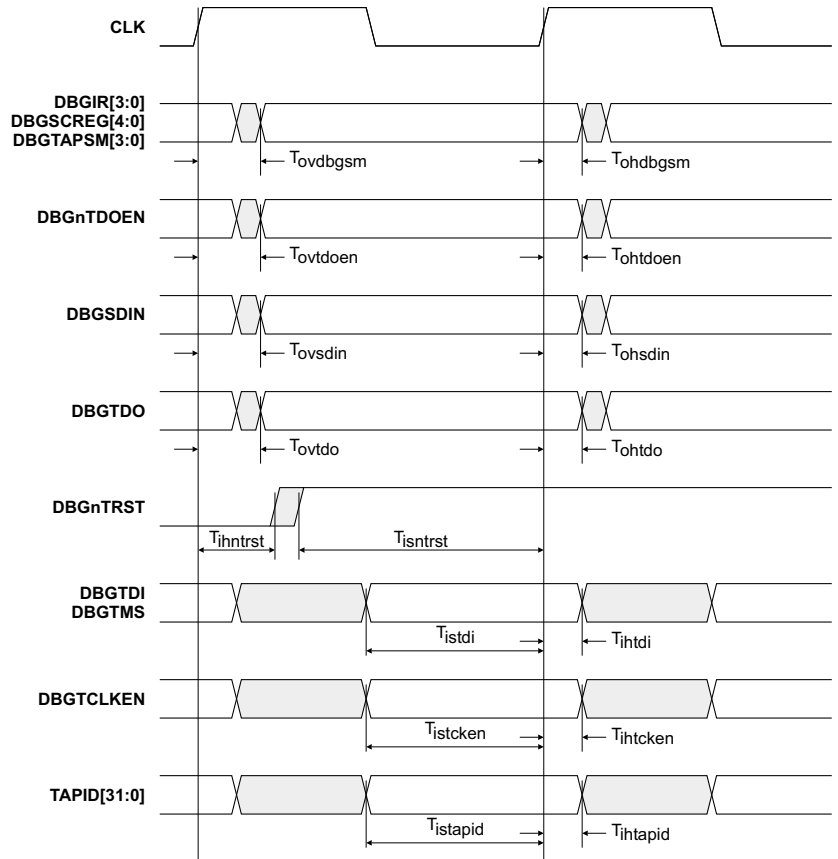 CLK
DBGIR[3:0]
DBGSCREG[4:0]
DBGTAPSM[3:0]
Tovdbgsm
Tohdbgsm
DBGnTDOEN
Tovtdoen
Tohtdoen
DBGSDIN
Tovsdin
Tohsdin
DBGTDO
Tovtdo
Tohtdo
DBGnTRST
Tihntrst
Tisntrst
DBGTDI
DBGTMS
Tistdi
Tihtdi
DBGTCLKEN
Tistcken
Tihtcken
TAPID[31:0]
Tistapid
Tihtapid